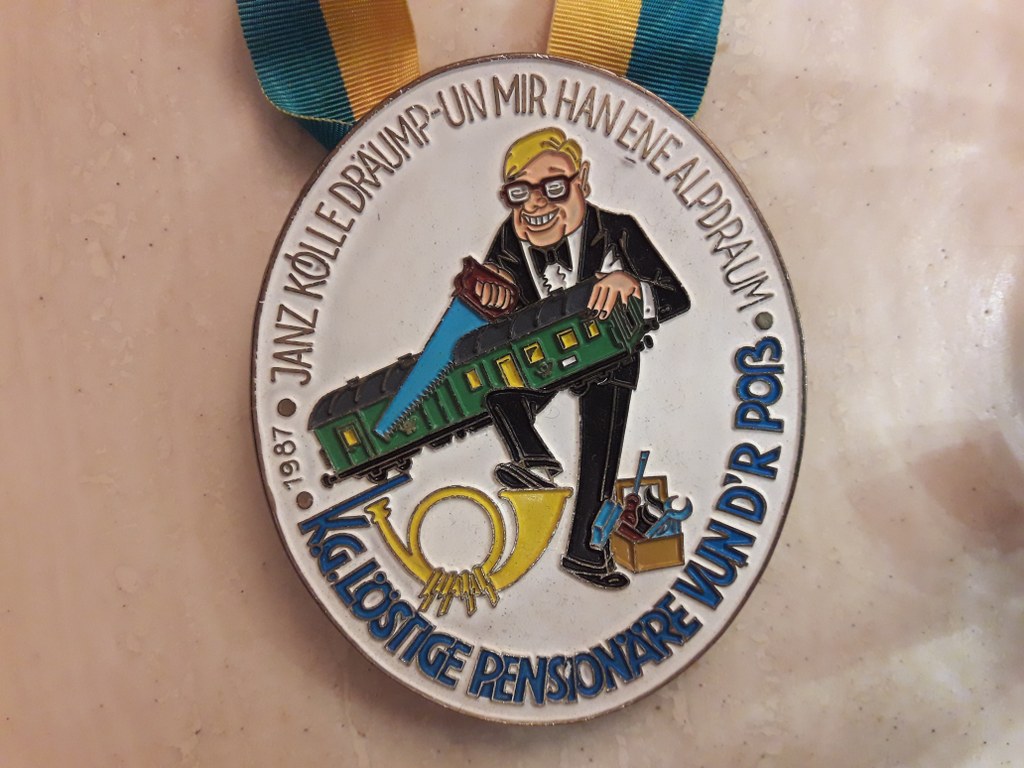 1987 • JANZ KÖLLE DRÄUMP-UN MIR HAN ENE ALPDRAUM •
K.G. LÖSTIGE PENSIONÄRE VUN D'R POß